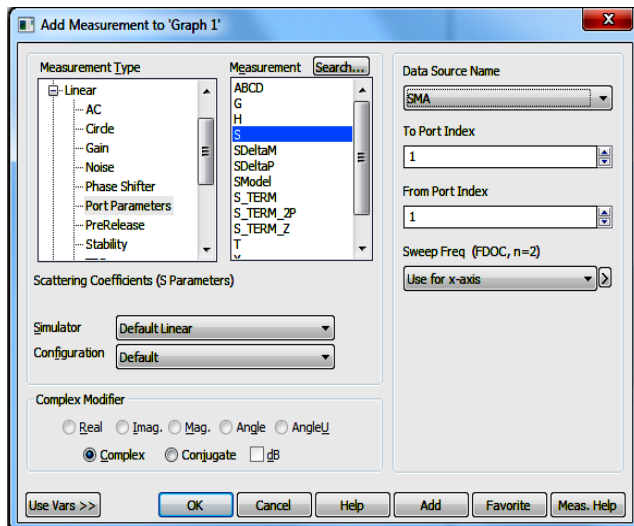 Add Measurement to 'Graph 1'
X
Measurement Type
Linear
AC
Circle
Gain
Noise
Phase Shifter
Port Parameters
PreRelease
Stability
Measurement
Search...
ABCD
G
H
S
SDeltaM
SDeltaP
SModel
S_TERM
S_TERM_2P
S_TERM_Z
T
Scattering Coefficients (S Parameters)
Simulator
Default Linear
Configuration
Default
Complex Modifier
Real
Imag.
Mag.
Angle
AngleU
Complex
Conjugate
dB
Data Source Name
SMA
To Port Index
1
From Port Index
1
Sweep Freq (FDOC, n=2)
Use for x-axis
>
Use Vars >>
OK
Cancel
Help
Add
Favorite
Meas. Help